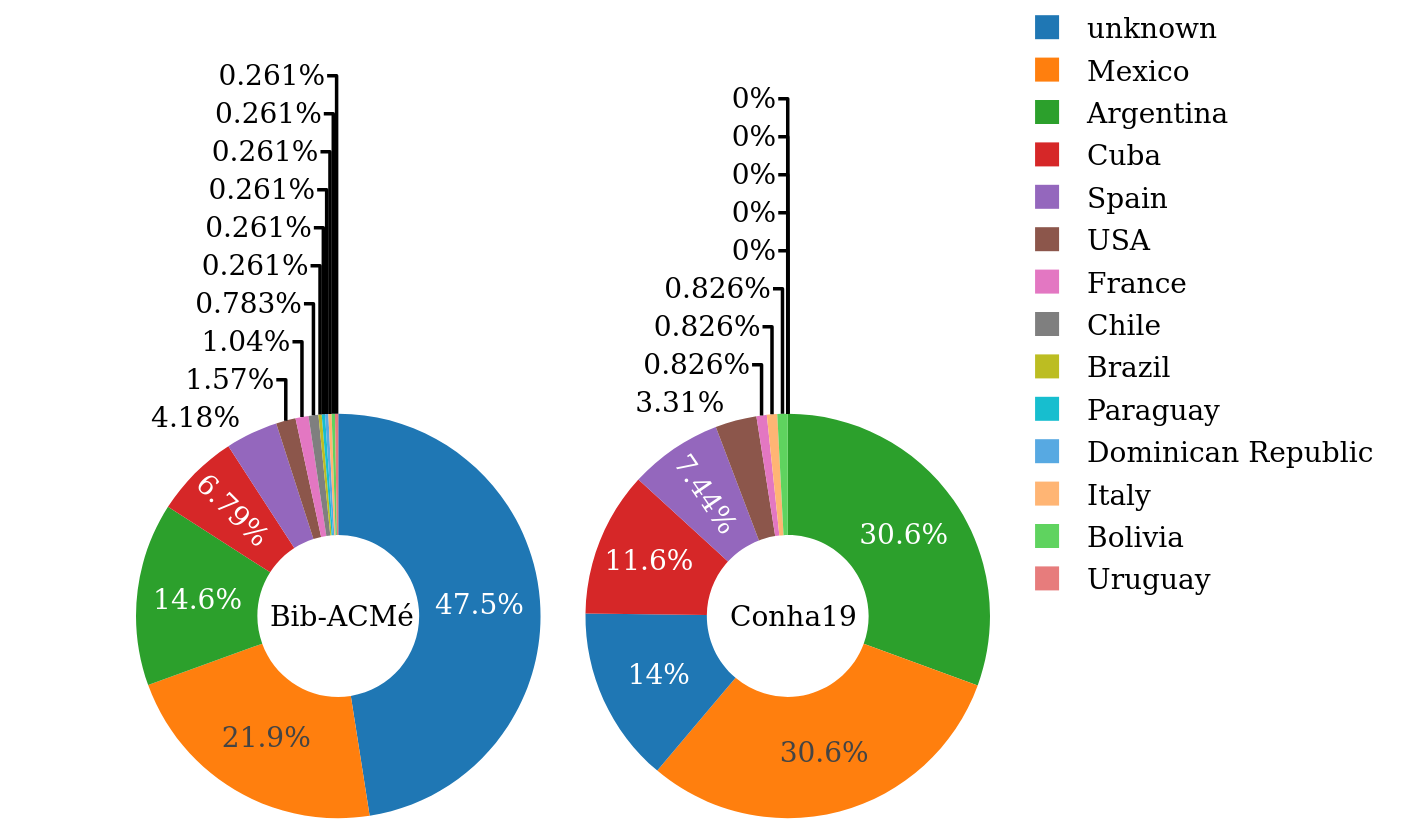 0.261%
0.261%
0.261%
0.261%
0.261%
0.261%
0.783%
1.04%
1.57%
4.18%
6.79%
14.6%
Bib-ACMé
47.5%
21.9%
0%
0%
0%
0%
0%
0.826%
0.826%
0.826%
3.31%
7.44%
30.6%
11.6%
Conha19
14%
30.6%
unknown
Mexico
Argentina
Cuba
Spain
USA
France
Chile
Brazil
Paraguay
Dominican Republic
Italy
Bolivia
Uruguay